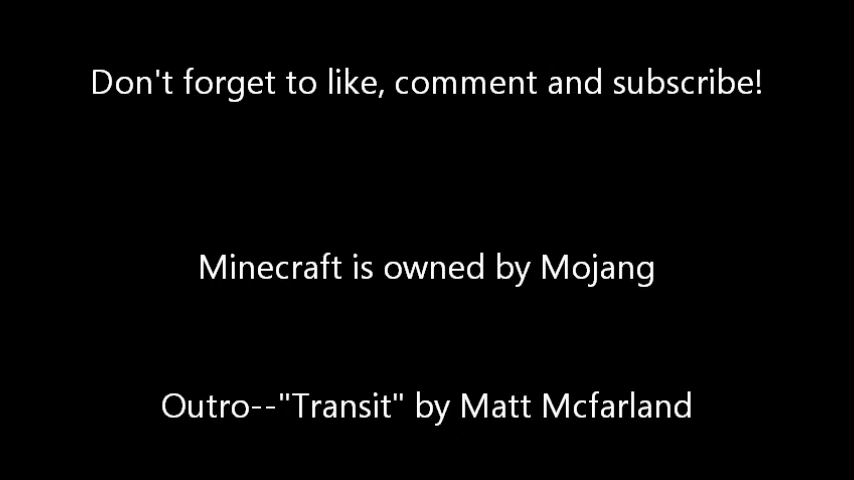 Don't forget to like, comment and subscribe!
Minecraft is owned by Mojang
Outro--"Transit" by Matt Mcfarland